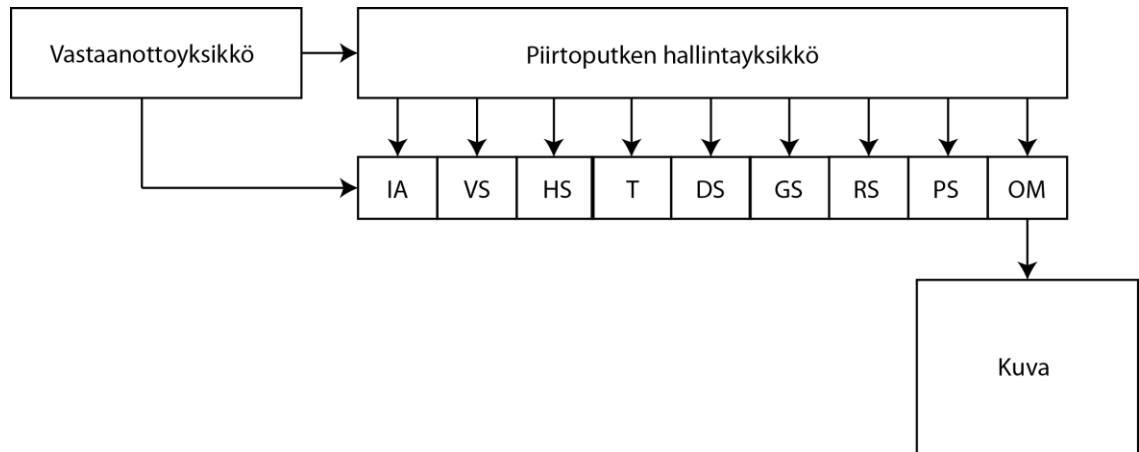 Vastaanottoyksikkö
Piirtoputken hallintayksikkö
IA VS HS T DS GS RS PS OM
Kuva